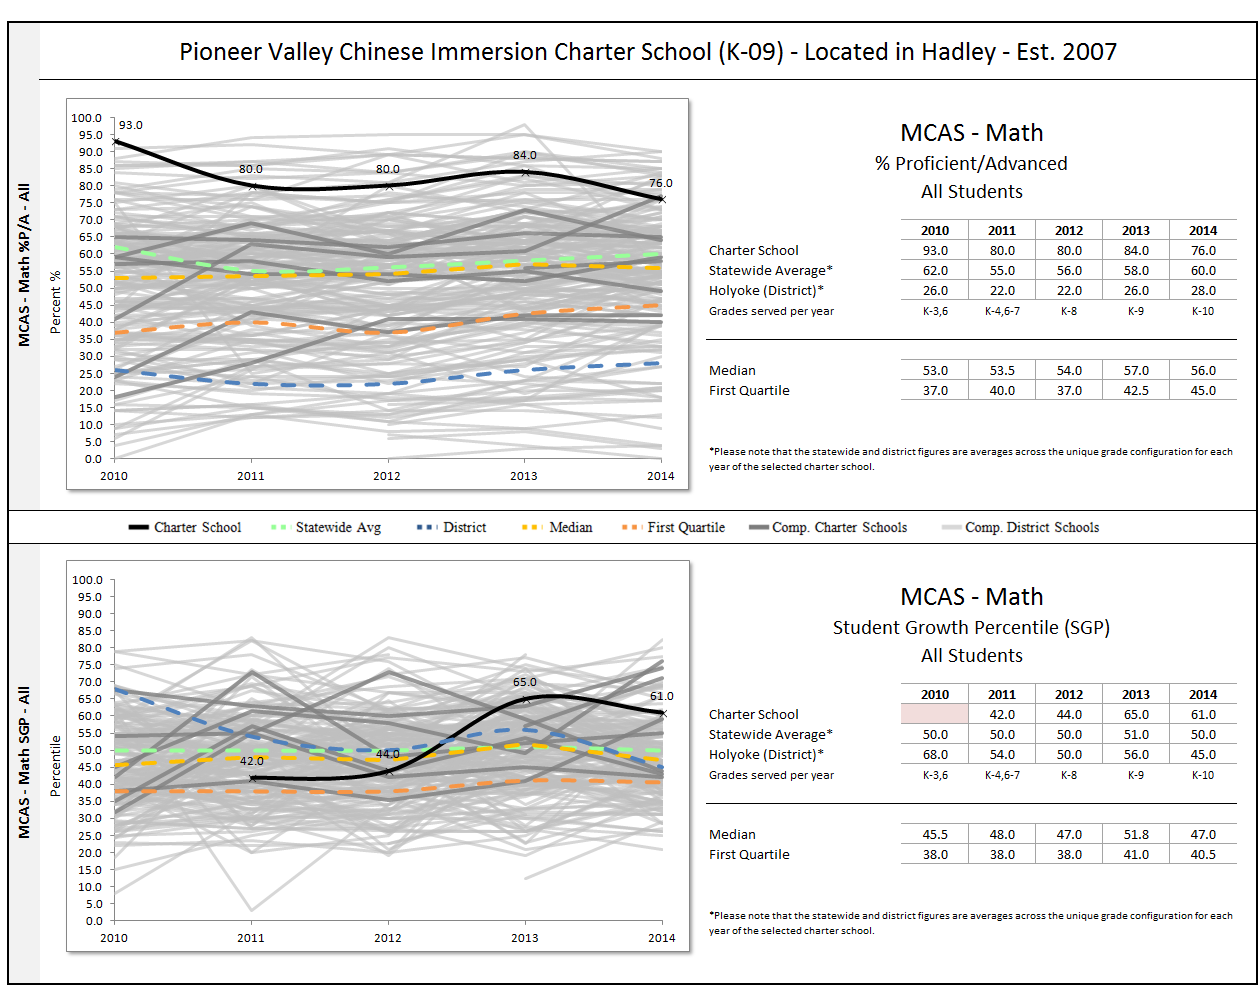 Pioneer Valley Chinese Immersion Charter School (K-09) - Located in Hadley - Est. 2007
MCAS - Math %P/A - All
Percent %
100.0
95.0
90.0
85.0
80.0
75.0
70.0
65.0
60.0
55.0
50.0
45.0
40.0
35.0
30.0
25.0
20.0
15.0
10.0
5.0
0.0
93.0
80.0
80.0
84.0
76.0
2010 2011 2012 2013 2014
MCAS - Math
% Proficient/Advanced
All Students
2010 2011 2012 2013 2014
Charter School 93.0 80.0 80.0 84.0 76.0
Statewide Average* 62.0 55.0 56.0 58.0 60.0
Holyoke (District)* 26.0 22.0 22.0 26.0 28.0
Grades served per year K-3,6 K-4,6-7 K-8 K-9 K-10
Median 53.0 53.5 54.0 57.0 56.0
First Quartile 37.0 40.0 37.0 42.5 45.0
*Please note that the statewide and district figures are averages across the unique grade configuration for each
year of the selected charter school.
Charter School Statewide Avg District Median First Quartile Comp. Charter Schools Comp. District Schools
MCAS - Math SGP - All
Percentile
100.0
95.0
90.0
85.0
80.0
75.0
70.0
65.0
60.0
55.0
50.0
45.0
40.0
35.0
30.0
25.0
20.0
15.0
10.0
5.0
0.0
42.0
44.0
65.0
61.0
2010 2011 2012 2013 2014
MCAS - Math
Student Growth Percentile (SGP)
All Students
2010 2011 2012 2013 2014
Charter School 42.0 44.0 65.0 61.0
Statewide Average* 50.0 50.0 50.0 51.0 50.0
Holyoke (District)* 68.0 54.0 50.0 56.0 45.0
Grades served per year K-3,6 K-4,6-7 K-8 K-9 K-10
Median 45.5 48.0 47.0 51.8 47.0
First Quartile 38.0 38.0 38.0 41.0 40.5
*Please note that the statewide and district figures are averages across the unique grade configuration for each
year of the selected charter school.